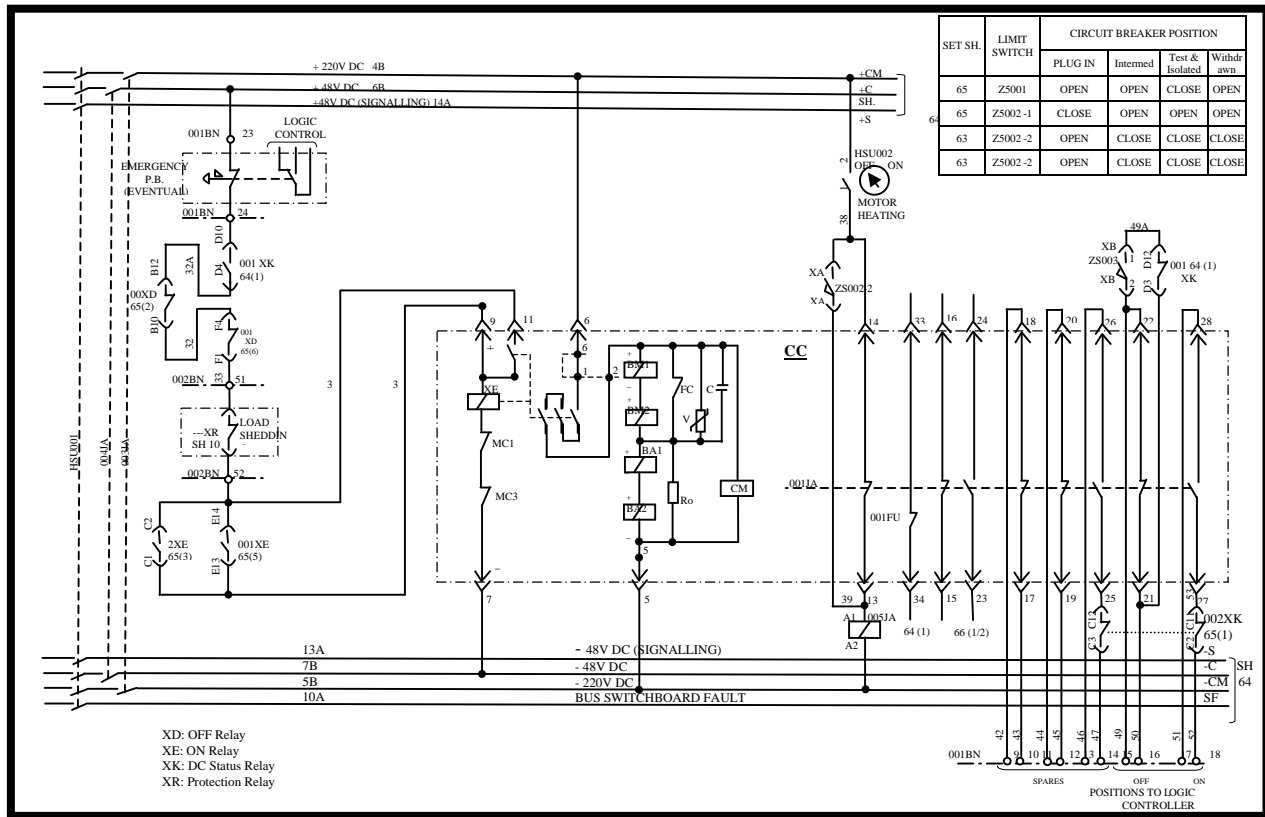 SET SH.
LIMIT SWITCH
CIRCUIT BREAKER POSITION
PLUG IN
Intermed
Test & Isolated
Withdr awn
65 Z5001 OPEN OPEN CLOSE OPEN
65 Z5002 -1 CLOSE OPEN OPEN OPEN
63 Z5002 -2 OPEN CLOSE CLOSE CLOSE
63 Z5002 -2 OPEN CLOSE CLOSE CLOSE
+ 220V DC 4B
+ 48V DC 6B
+48V DC (SIGNALLING) 14A
+CM
+C
SH.
+S
64
001BN 23
LOGIC
CONTROL
EMERGENCY
P.B.
(EVENTUAL)
001BN 24
D10
D4
001 XK
64(1)
32A
B12
B10
00XD
65(2)
32
F4
F1
001
XD
65(6)
33
002BN 51
---XR
SH 10
LOAD
SHEDDIN
002BN 52
C2
C1
2XE
65(3)
E14
E13
001XE
65(5)
HSU001
004JA
003JA
3
3
9
11
6
+
XE
MC1
MC3
–
7
6
1
2
+
BM1
–
+
BM2
–
+
BA1
–
+
BA2
–
5
5
FC
V
C
Ro
CM
CC
2
HSU002
OFF ON
1
MOTOR
HEATING
38
XA
ZS002-2
XA
14
33
16
24
18
20
26
22
28
49A
XB
1
ZS003
XB
2
D12
D3
001 64 (1)
XK
001JA
001FU
39
13
34
15
23
17
19
25
21
53
27
A1 005JA
A2
64 (1)
66 (1/2)
C12
C3
C11
C2
002XK
65(1)
13A - 48V DC (SIGNALLING) -S
7B - 48V DC -C
5B - 220V DC -CM
10A BUS SWITCHBOARD FAULT SF
SH
64
42
43
44
45
46
47
49
50
51
52
001BN
9 10 11 12 13 14 15 16 17 18
SPARES
OFF
ON
POSITIONS TO LOGIC
CONTROLLER
XD: OFF Relay
XE: ON Relay
XK: DC Status Relay
XR: Protection Relay